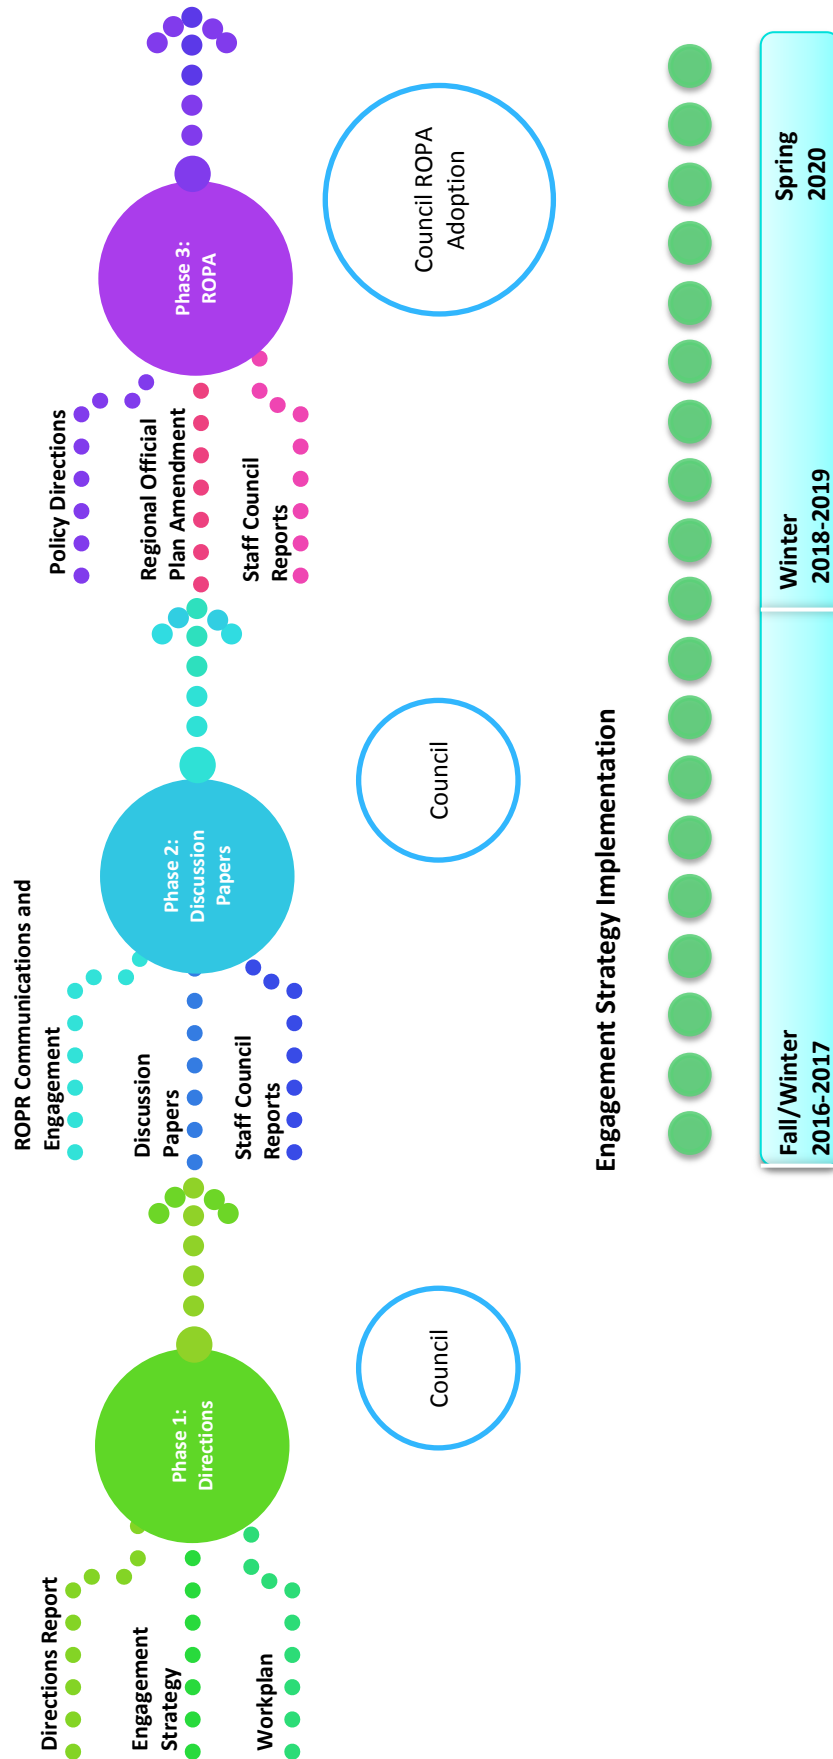 Directions Report
Engagement
Strategy
Workplan
Phase 1:
Directions
ROPR Communications and
Engagement
Discussion
Papers
Staff Council
Reports
Phase 2:
Discussion
Papers
Policy Directions
Regional Official
Plan Amendment
Staff Council
Reports
Phase 3:
ROPA
Council
Council
Council ROPA
Adoption
Engagement Strategy Implementation
Fall/Winter
2016-2017
Winter
2018-2019
Spring
2020